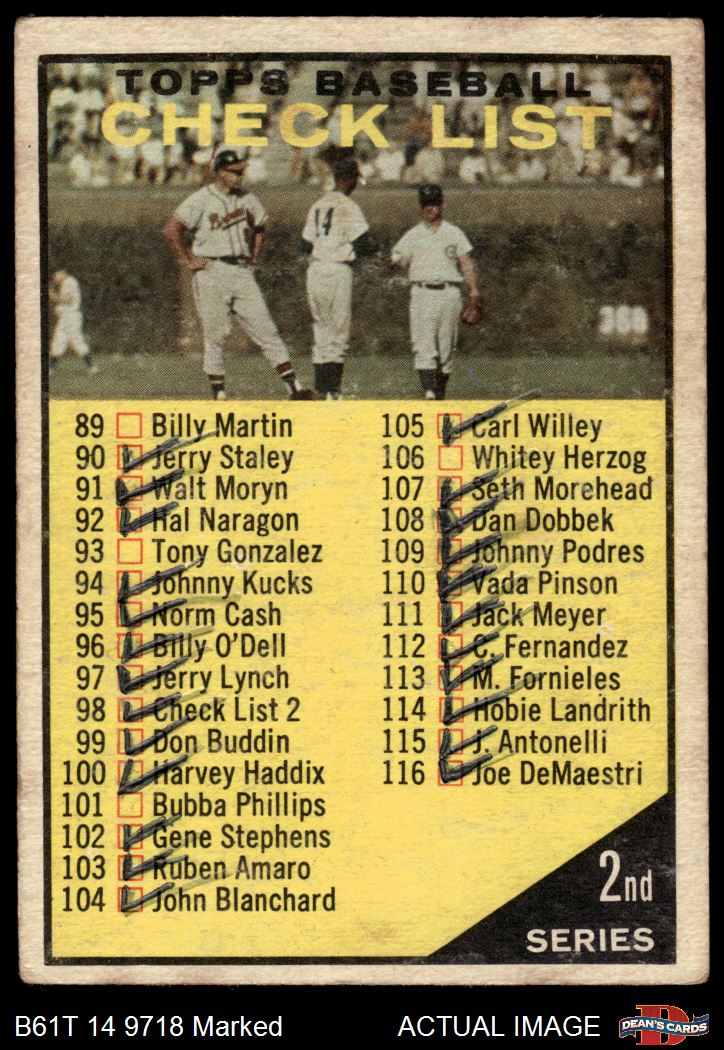 TOPPS BASEBALL
CHECK LIST
Braves
14
368
89 Billy Martin
90 Jerry Staley
91 Walt Moryn
92 Hal Naragon
93 Tony Gonzalez
94 Johnny Kucks
95 Norm Cash
96 Billy O'Dell
97 Jerry Lynch
98 Check List 2
99 Don Buddin
100 Harvey Haddix
101 Bubba Phillips
102 Gene Stephens
103 Ruben Amaro
104 John Blanchard
105 Carl Willey
106 Whitey Herzog
107 Seth Morehead
108 Dan Dobbek
109 Johnny Podres
110 Vada Pinson
111 Jack Meyer
112 C. Fernandez
113 M. Fornieles
114 Hobie Landrith
115 J. Antonelli
116 Joe DeMaestri
2nd
SERIES
B61T 14 9718 Marked
ACTUAL IMAGE
DEAN'S CARDS